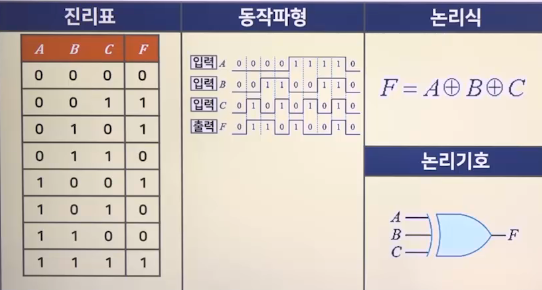 진리표
A B C F
0 0 0 0
0 0 1 1
0 1 0 1
0 1 1 0
1 0 0 1
1 0 1 0
1 1 0 0
1 1 1 1
동작파형
입력 A 0 0 0 0 1 1 1 1 0
입력 B 0 0 1 1 0 0 1 1 0
입력 C 0 1 0 1 0 1 0 1 0
출력 F 0 1 1 0 1 0 0 1 0
논리식
F = A⊕B⊕C
논리기호
A
B
C
F